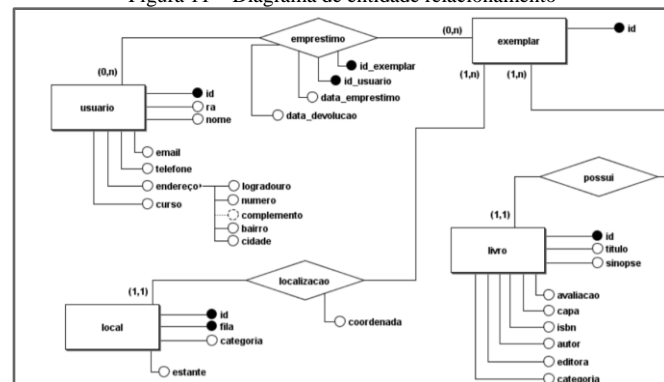 Figura 11 – Diagrama de entidade relacionamento
emprestimo
(0,n)
exemplar
id
(0,n)
id_exemplar
id_usuario
data_emprestimo
data_devolucao
(1,n)
(1,n)
usuario
id
ra
nome
email
telefone
endereço
curso
logradouro
numero
complemento
bairro
cidade
possui
(1,1)
livro
id
titulo
sinopse
avaliacao
capa
isbn
autor
editora
categoria
localizacao
coordenada
(1,1)
local
id
fila
categoria
estante